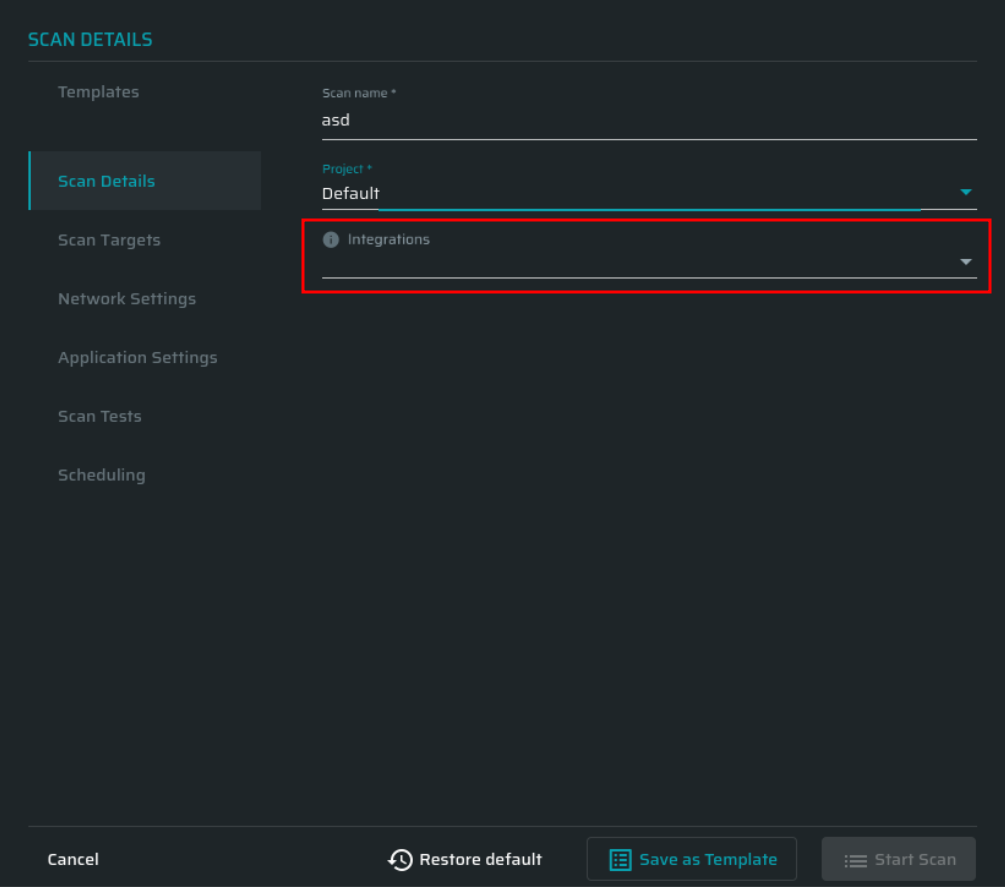 SCAN DETAILS
Templates
Scan Details
Scan Targets
Network Settings
Application Settings
Scan Tests
Scheduling
Scan name *
asd
Project *
Default
Integrations
Cancel
Restore default
Save as Template
Start Scan